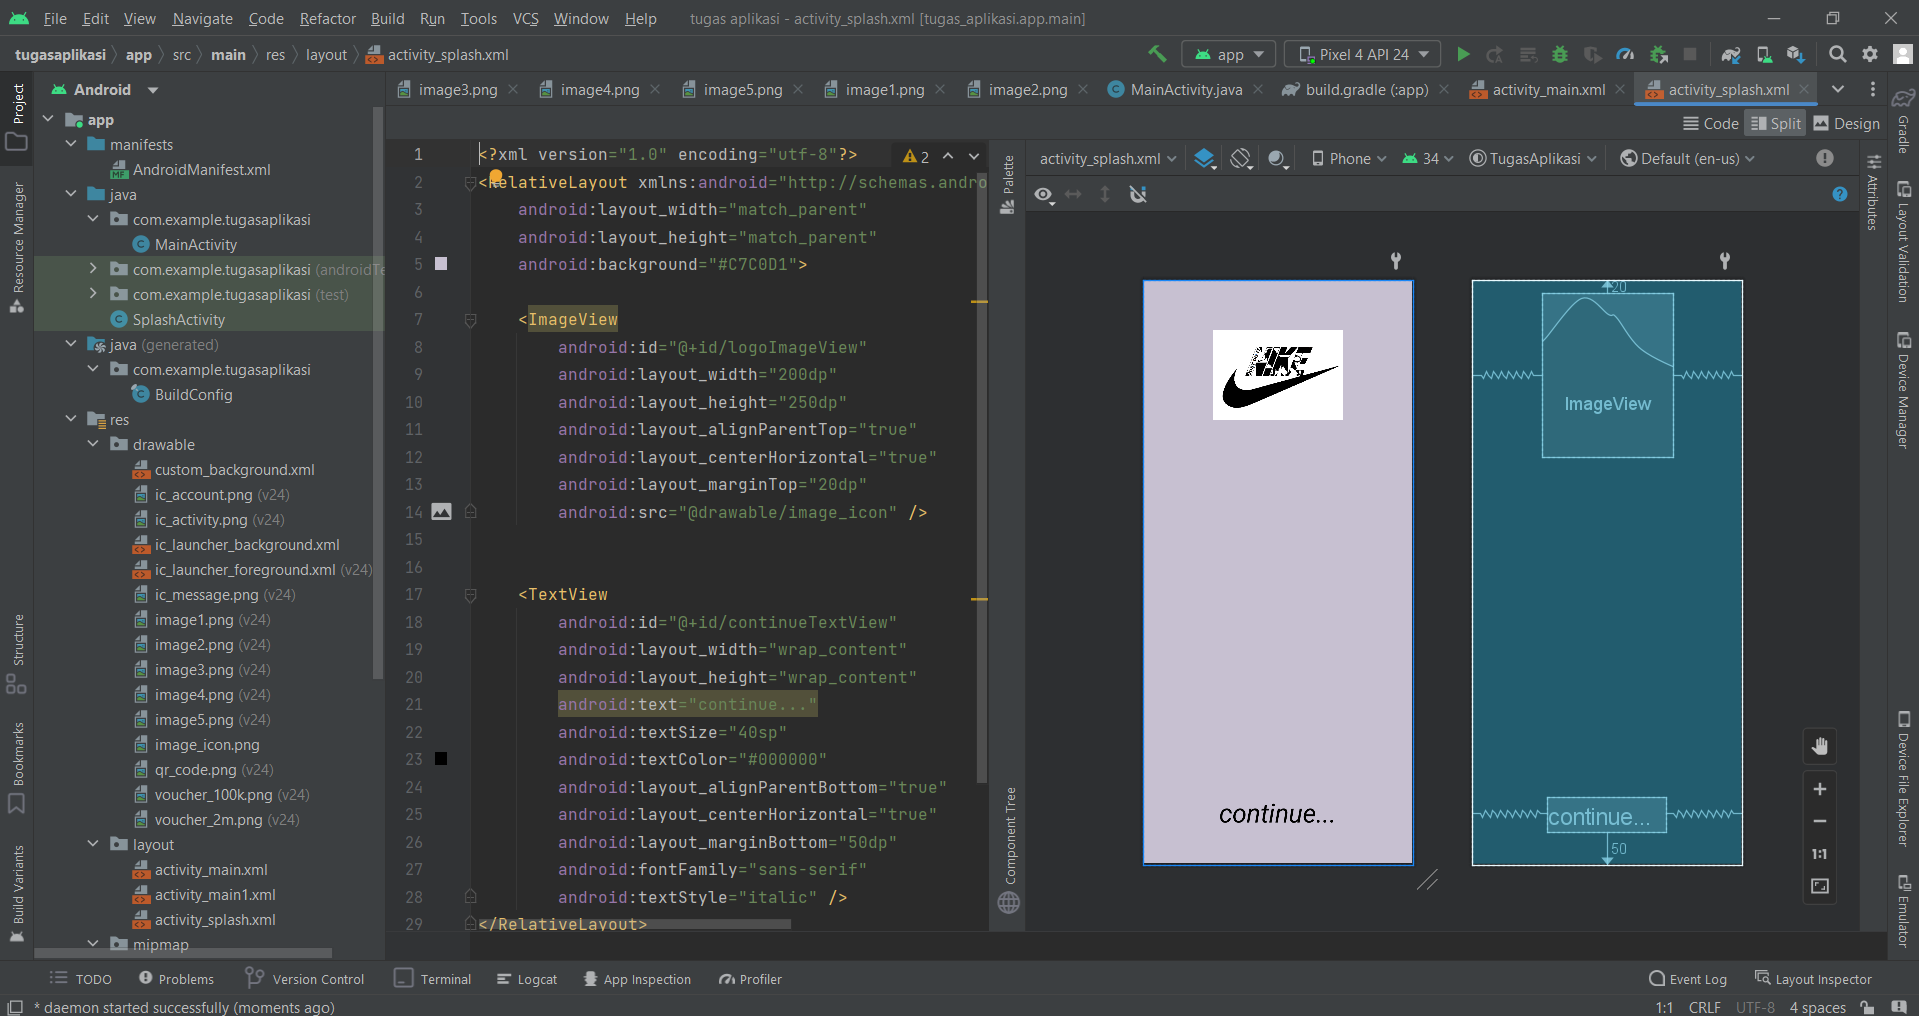 File Edit View Navigate Code Refactor Build Run Tools VCS Window Help tugas aplikasi - activity_splash.xml [tugas_aplikasi.app.main]
tugasaplikasi app src main res layout activity_splash.xml app Pixel 4 API 24
Project
Android
image3.png image4.png image5.png image1.png image2.png MainActivity.java build.gradle (:app) activity_main.xml activity_splash.xml
Code Split Design
app
manifests
AndroidManifest.xml
java
com.example.tugasaplikasi
MainActivity
com.example.tugasaplikasi (androidTe
com.example.tugasaplikasi (test)
SplashActivity
java (generated)
com.example.tugasaplikasi
BuildConfig
res
drawable
custom_background.xml
ic_account.png (v24)
ic_activity.png (v24)
ic_launcher_background.xml
ic_launcher_foreground.xml (v24)
ic_message.png (v24)
image1.png (v24)
image2.png (v24)
image3.png (v24)
image4.png (v24)
image5.png (v24)
image_icon.png
qr_code.png (v24)
voucher_100k.png (v24)
voucher_2m.png (v24)
layout
activity_main.xml
activity_main1.xml
activity_splash.xml
mipmap
Resource Manager
Structure
Bookmarks
Build Variants
1 <?xml version="1.0" encoding="utf-8"?>
2 <RelativeLayout xmlns:android="http://schemas.andro
3 android:layout_width="match_parent"
4 android:layout_height="match_parent"
5 android:background="#C7C0D1">
6
7 <ImageView
8 android:id="@+id/logoImageView"
9 android:layout_width="200dp"
10 android:layout_height="250dp"
11 android:layout_alignParentTop="true"
12 android:layout_centerHorizontal="true"
13 android:layout_marginTop="20dp"
14 android:src="@drawable/image_icon" />
15
16
17 <TextView
18 android:id="@+id/continueTextView"
19 android:layout_width="wrap_content"
20 android:layout_height="wrap_content"
21 android:text="continue..."
22 android:textSize="40sp"
23 android:textColor="#000000"
24 android:layout_alignParentBottom="true"
25 android:layout_centerHorizontal="true"
26 android:layout_marginBottom="50dp"
27 android:fontFamily="sans-serif"
28 android:textStyle="italic" />
29 </RelativeLayout>
2
Palette
Component Tree
activity_splash.xml Phone 34 TugasAplikasi Default (en-us)
NIKE
continue...
20
ImageView
continue...
50
1:1
Attributes
Gradle
Layout Validation
Device Manager
Device File Explorer
Emulator
TODO Problems Version Control Terminal Logcat App Inspection Profiler Event Log Layout Inspector
* daemon started successfully (moments ago) 1:1 CRLF UTF-8 4 spaces